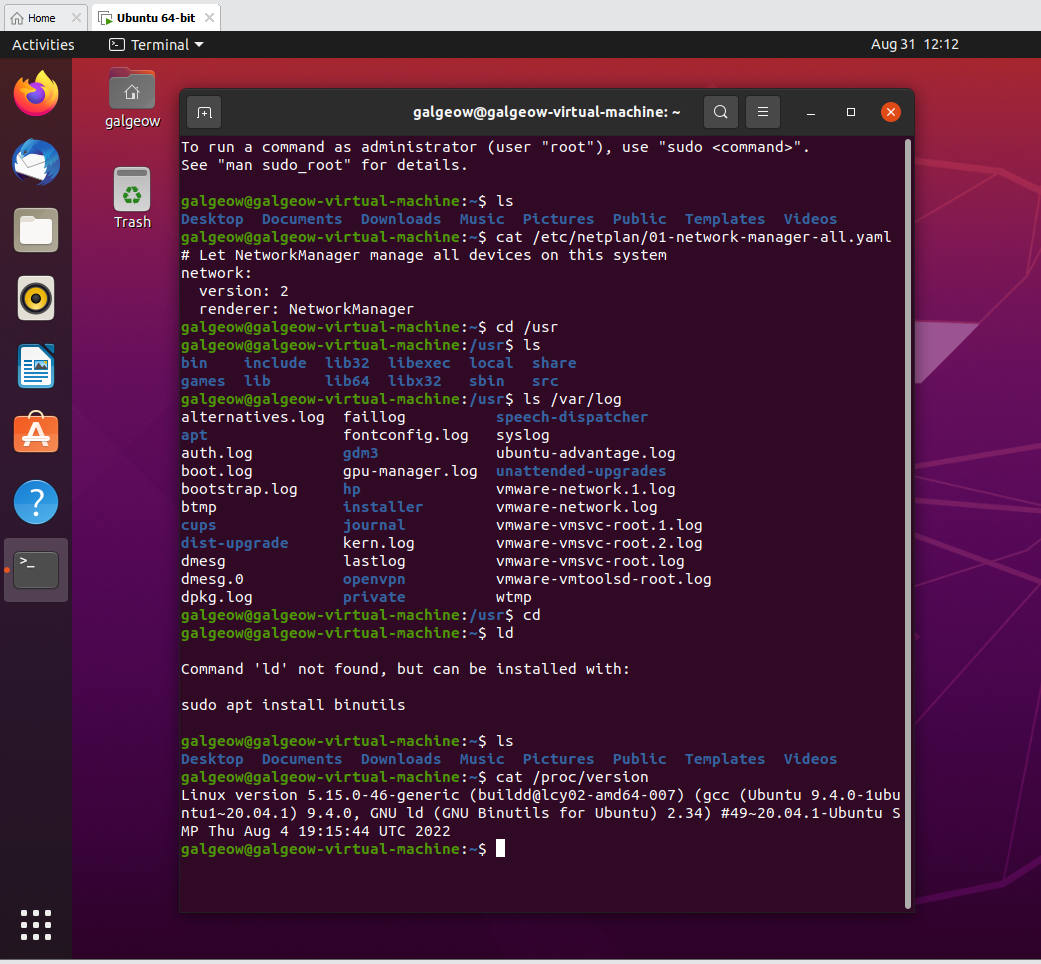 Home
Ubuntu 64-bit
Activities
Terminal
Aug 31 12:12
galgeow
Trash
galgeow@galgeow-virtual-machine: ~
To run a command as administrator (user "root"), use "sudo <command>".
See "man sudo_root" for details.
galgeow@galgeow-virtual-machine:~$ ls
Desktop  Documents  Downloads  Music  Pictures  Public  Templates  Videos
galgeow@galgeow-virtual-machine:~$ cat /etc/netplan/01-network-manager-all.yaml
# Let NetworkManager manage all devices on this system
network:
  version: 2
  renderer: NetworkManager
galgeow@galgeow-virtual-machine:~$ cd /usr
galgeow@galgeow-virtual-machine:/usr$ ls
bin    include  lib32  libexec  local  share
games  lib      lib64  libx32   sbin   src
galgeow@galgeow-virtual-machine:/usr$ ls /var/log
alternatives.log  faillog          speech-dispatcher
apt               fontconfig.log   syslog
auth.log          gdm3             ubuntu-advantage.log
boot.log          gpu-manager.log  unattended-upgrades
bootstrap.log     hp               vmware-network.1.log
btmp              installer        vmware-network.log
cups              journal          vmware-vmsvc-root.1.log
dist-upgrade      kern.log         vmware-vmsvc-root.2.log
dmesg             lastlog          vmware-vmsvc-root.log
dmesg.0           openvpn          vmware-vmtoolsd-root.log
dpkg.log          private          wtmp
galgeow@galgeow-virtual-machine:/usr$ cd
galgeow@galgeow-virtual-machine:~$ ld
Command 'ld' not found, but can be installed with:
sudo apt install binutils
galgeow@galgeow-virtual-machine:~$ ls
Desktop  Documents  Downloads  Music  Pictures  Public  Templates  Videos
galgeow@galgeow-virtual-machine:~$ cat /proc/version
Linux version 5.15.0-46-generic (buildd@lcy02-amd64-007) (gcc (Ubuntu 9.4.0-1ubu
ntu1~20.04.1) 9.4.0, GNU ld (GNU Binutils for Ubuntu) 2.34) #49~20.04.1-Ubuntu S
MP Thu Aug 4 19:15:44 UTC 2022
galgeow@galgeow-virtual-machine:~$